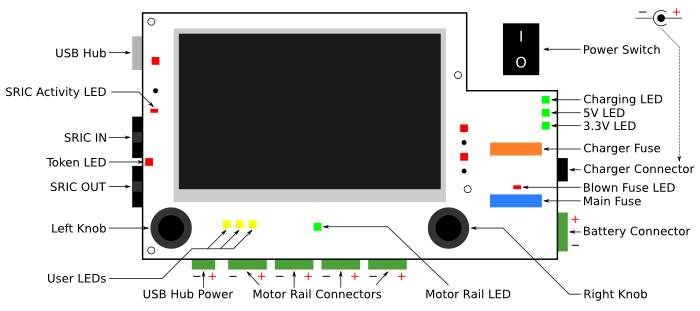 − +
I
O
USB Hub
Power Switch
SRIC Activity LED
Charging LED
5V LED
3.3V LED
SRIC IN
Charger Fuse
Token LED
Charger Connector
SRIC OUT
Blown Fuse LED
Main Fuse
+
Left Knob
Battery Connector
−
− + − + − + − + − +
User LEDs
USB Hub Power
Motor Rail Connectors
Motor Rail LED
Right Knob